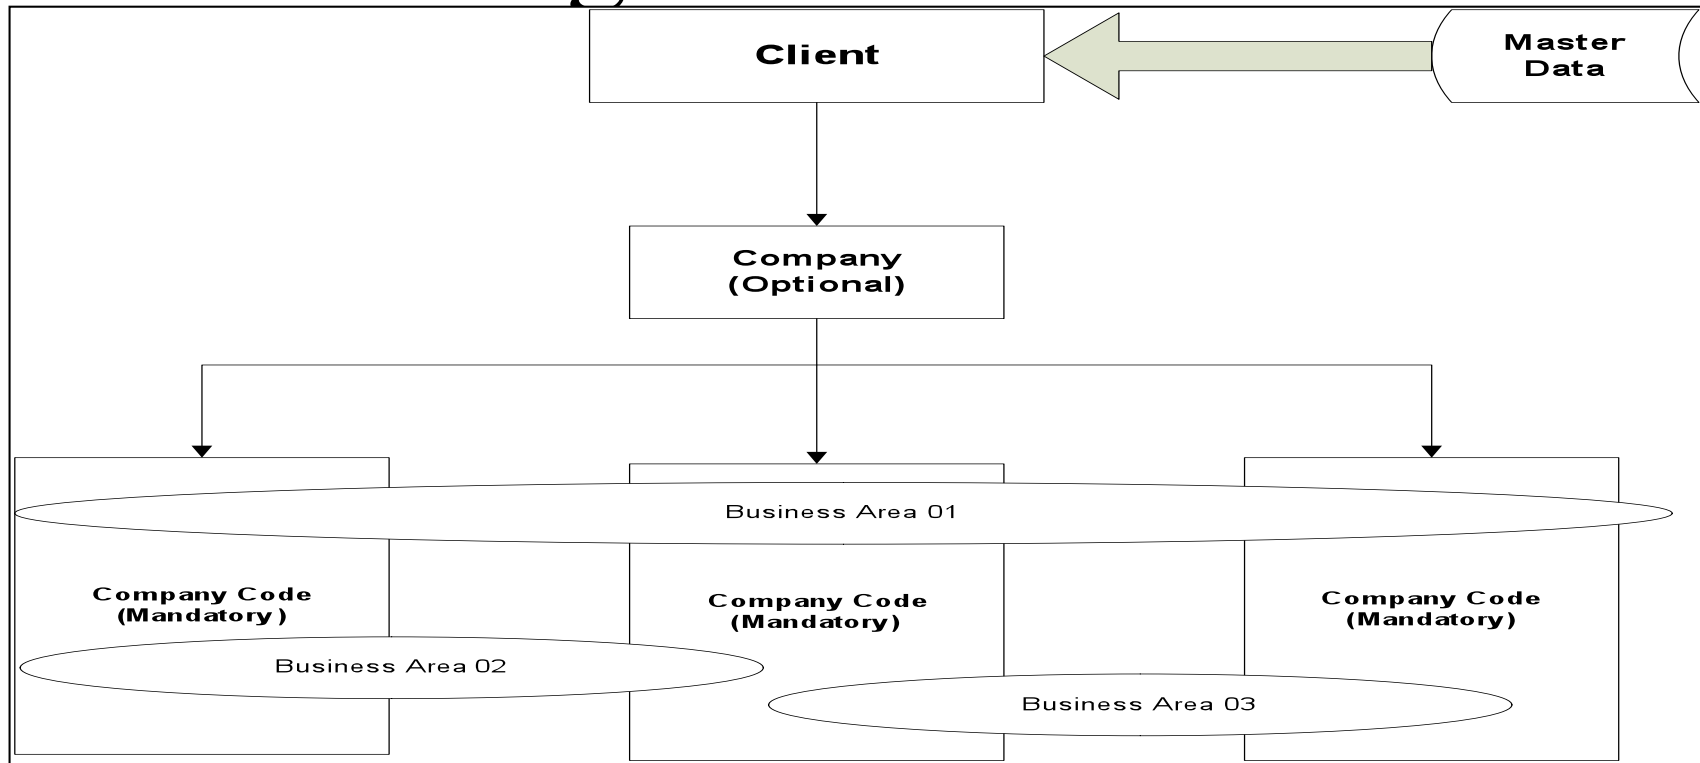 Client
Master
Data
Company
(Optional)
Business Area 01
Company Code
(Mandatory)
Company Code
(Mandatory)
Company Code
(Mandatory)
Business Area 02
Business Area 03